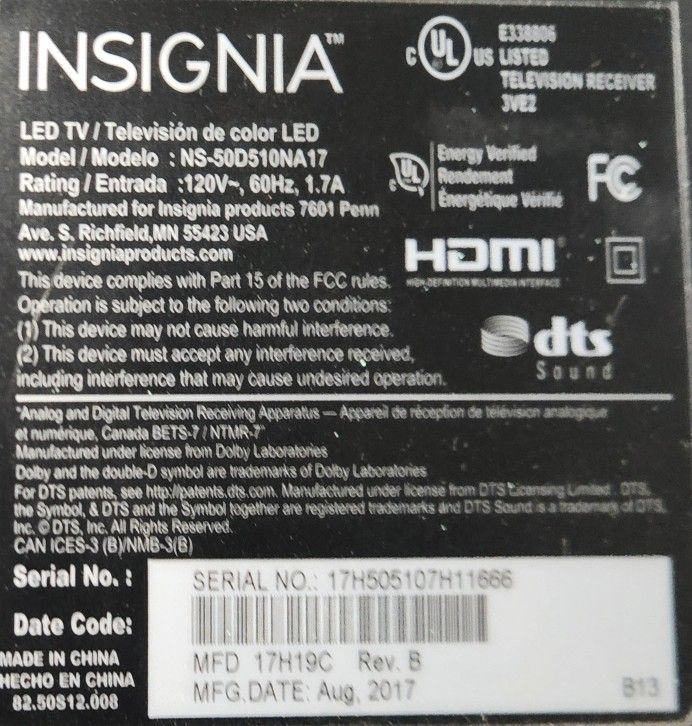 INSIGNIA™
LED TV / Televisión de color LED
Model / Modelo : NS-50D510NA17
Rating / Entrada :120V~, 60Hz, 1.7A
Manufactured for Insignia products 7601 Penn
Ave. S. Richfield,MN 55423 USA
www.insigniaproducts.com
This device complies with Part 15 of the FCC rules.
Operation is subject to the following two conditions:
(1) This device may not cause harmful interference.
(2) This device must accept any interference received,
including interference that may cause undesired operation.
C UL US
E338806
LISTED
TELEVISION RECEIVER
3VE2
C UL
Energy Verified
Rendement
Énergétique Vérifié
FC
HDMI
HIGH-DEFINITION MULTIMEDIA INTERFACE
dts
Sound
"Analog and Digital Television Receiving Apparatus — Appareil de réception de télévision analogique
et numérique, Canada BETS-7 / NTMR-7"
Manufactured under license from Dolby Laboratories
Dolby and the double-D symbol are trademarks of Dolby Laboratories
For DTS patents, see http://patents.dts.com. Manufactured under license from DTS Licensing Limited. DTS,
the Symbol, & DTS and the Symbol together are registered trademarks and DTS Sound is a trademark of DTS,
Inc. © DTS, Inc. All Rights Reserved.
CAN ICES-3 (B)/NMB-3(B)
Serial No. :
SERIAL NO.: 17H505107H11666
Date Code:
MFD 17H19C Rev. B
MFG.DATE: Aug, 2017
B13
MADE IN CHINA
HECHO EN CHINA
82.50S12.008